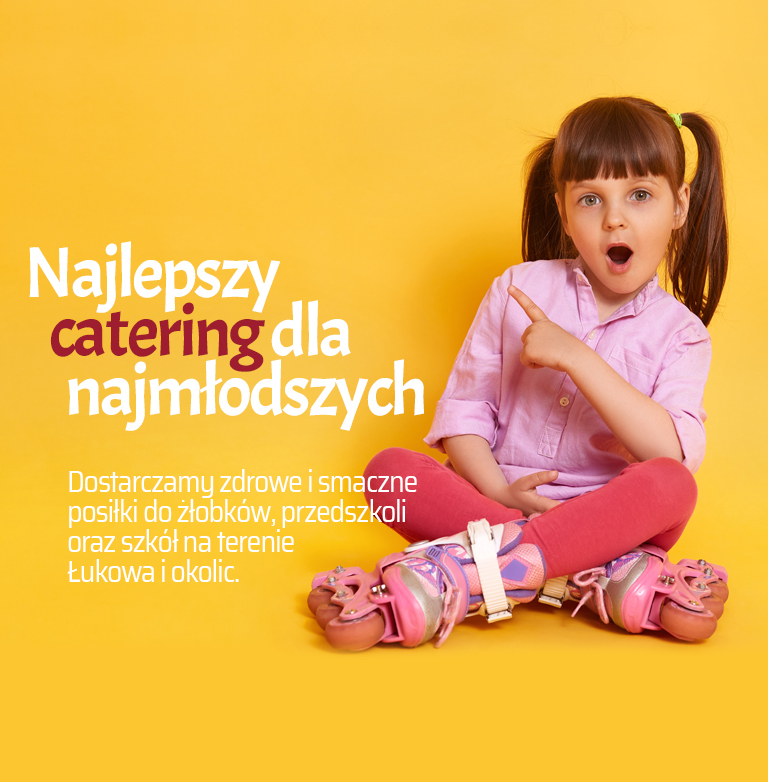 Najlepszy
catering dla
najmłodszych
Dostarczamy zdrowe i smaczne
posiłki do żłobków, przedszkoli
oraz szkół na terenie
Łukowa i okolic.